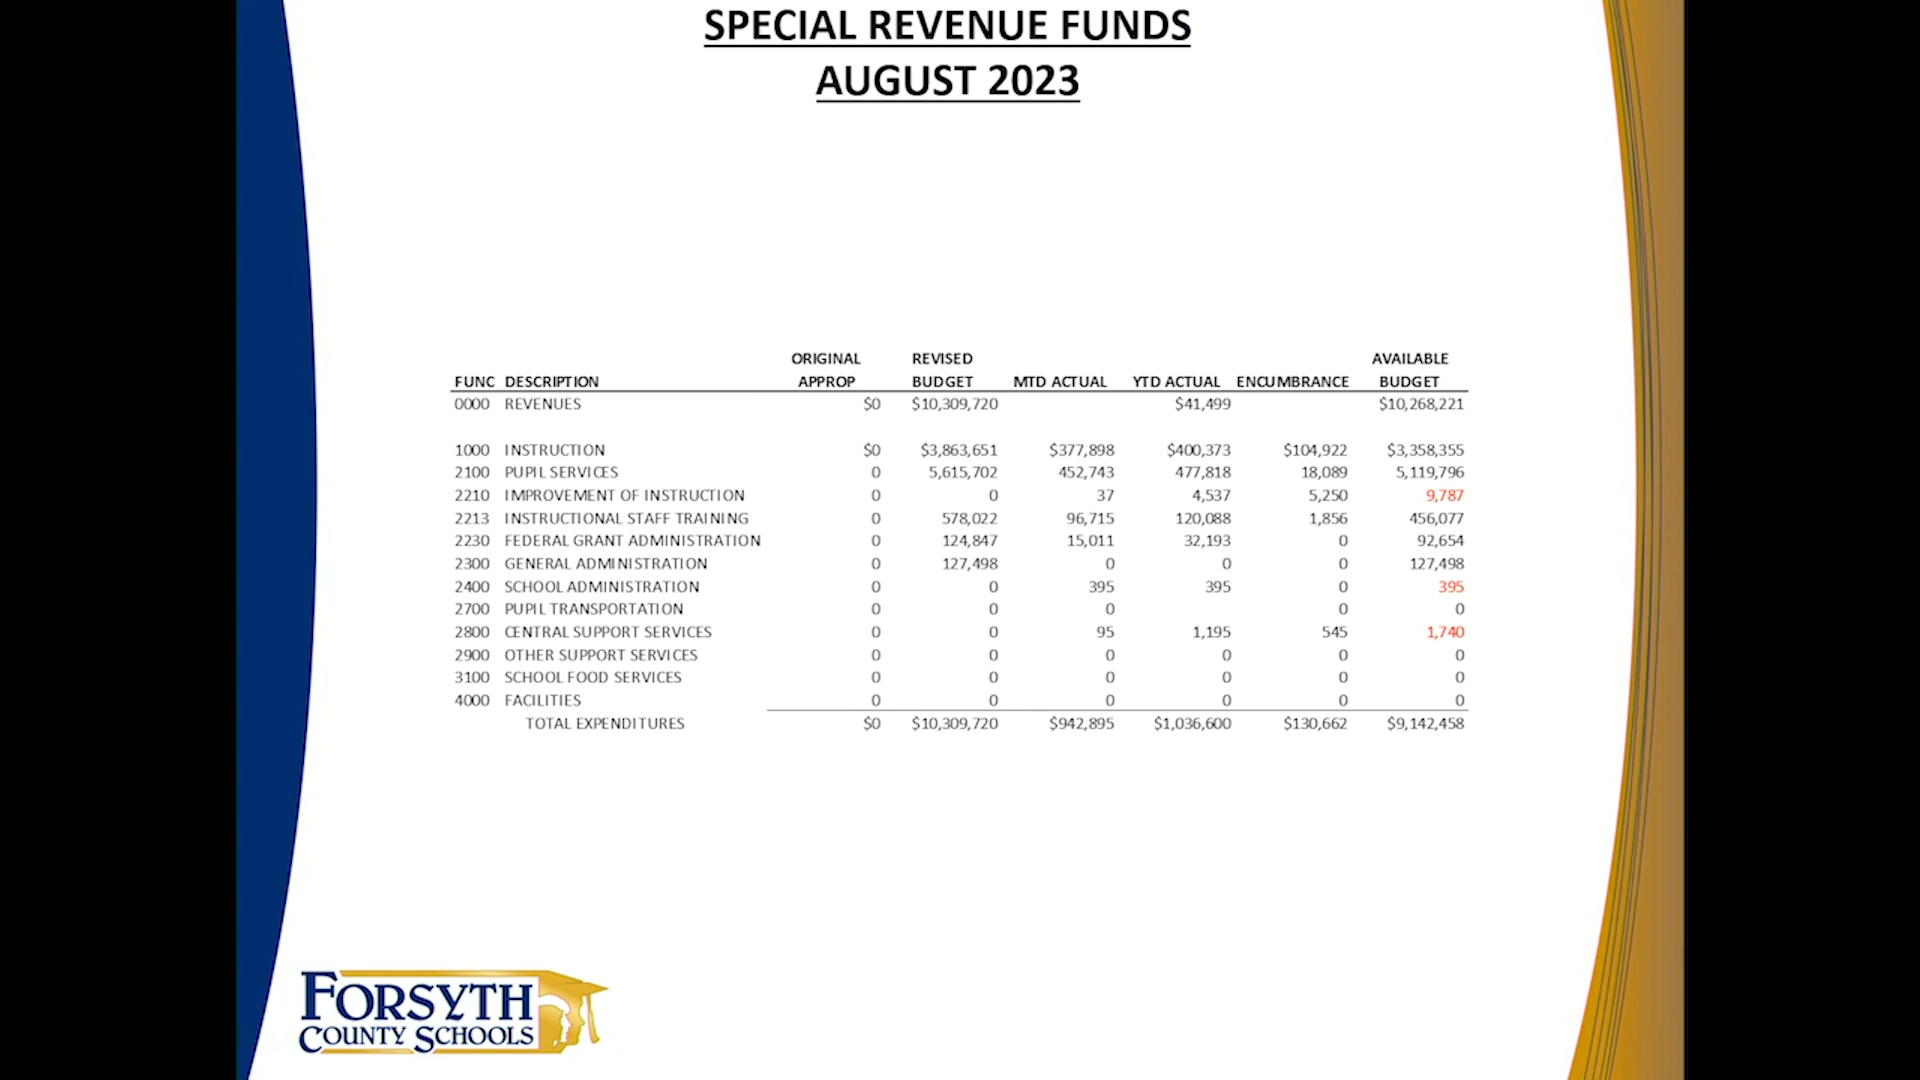 SPECIAL REVENUE FUNDS
AUGUST 2023
ORIGINAL REVISED AVAILABLE
FUNC DESCRIPTION APPROP BUDGET MTD ACTUAL YTD ACTUAL ENCUMBRANCE BUDGET
0000 REVENUES $0 $10,309,720 $41,499 $10,268,221
1000 INSTRUCTION $0 $3,863,651 $377,898 $400,373 $104,922 $3,358,355
2100 PUPIL SERVICES 0 5,615,702 452,743 477,818 18,089 5,119,796
2210 IMPROVEMENT OF INSTRUCTION 0 0 37 4,537 5,250 9,787
2213 INSTRUCTIONAL STAFF TRAINING 0 578,022 96,715 120,088 1,856 456,077
2230 FEDERAL GRANT ADMINISTRATION 0 124,847 15,011 32,193 0 92,654
2300 GENERAL ADMINISTRATION 0 127,498 0 0 0 127,498
2400 SCHOOL ADMINISTRATION 0 0 395 395 0 395
2700 PUPIL TRANSPORTATION 0 0 0 0 0
2800 CENTRAL SUPPORT SERVICES 0 0 95 1,195 545 1,740
2900 OTHER SUPPORT SERVICES 0 0 0 0 0 0
3100 SCHOOL FOOD SERVICES 0 0 0 0 0 0
4000 FACILITIES 0 0 0 0 0 0
TOTAL EXPENDITURES $0 $10,309,720 $942,895 $1,036,600 $130,662 $9,142,458
FORSYTH
COUNTY SCHOOLS